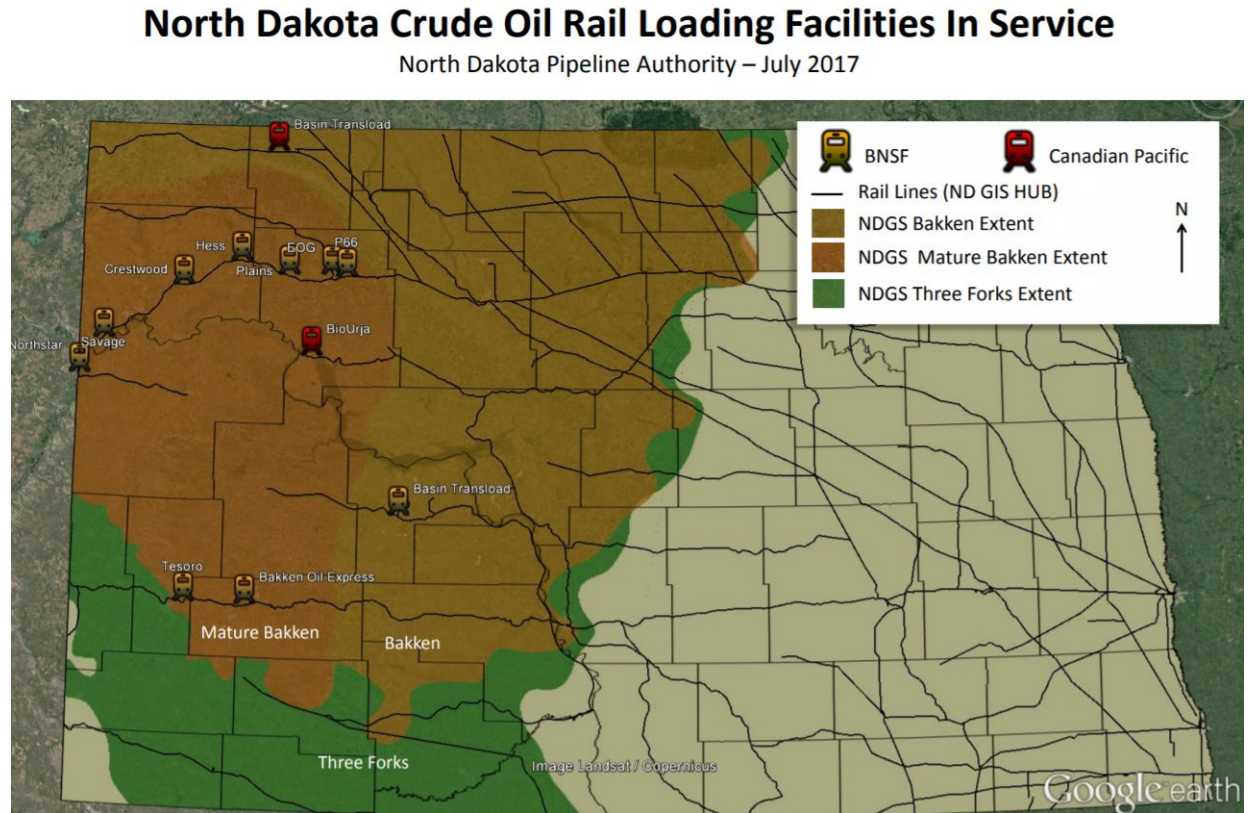 North Dakota Crude Oil Rail Loading Facilities In Service
North Dakota Pipeline Authority – July 2017
Basin Transload
BNSF
Canadian Pacific
Rail Lines (ND GIS HUB)
NDGS Bakken Extent
NDGS Mature Bakken Extent
NDGS Three Forks Extent
N
Hess
EOG
P66
Crestwood
Plains
BioUrja
Northstar
Savage
Basin Transload
Tesoro
Bakken Oil Express
Mature Bakken
Bakken
Three Forks
Image Landsat / Copernicus
Google earth